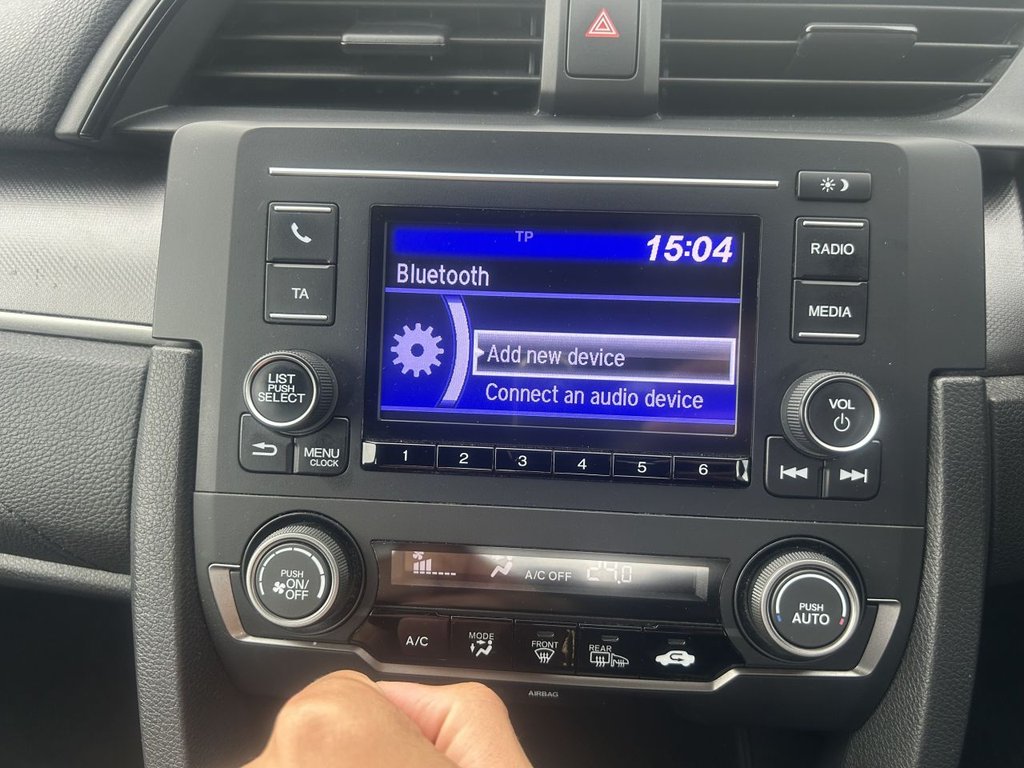 TP
15:04
Bluetooth
Add new device
Connect an audio device
TA
RADIO
MEDIA
LIST
PUSH
SELECT
VOL
MENU
CLOCK
1 2 3 4 5 6
PUSH
ON/
OFF
A/C OFF 24.0
PUSH
AUTO
A/C
MODE
FRONT
REAR
AIRBAG